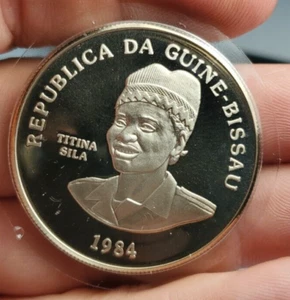 REPUBLICA DA GUINE-BISSAU
TITINA
SILA
1984